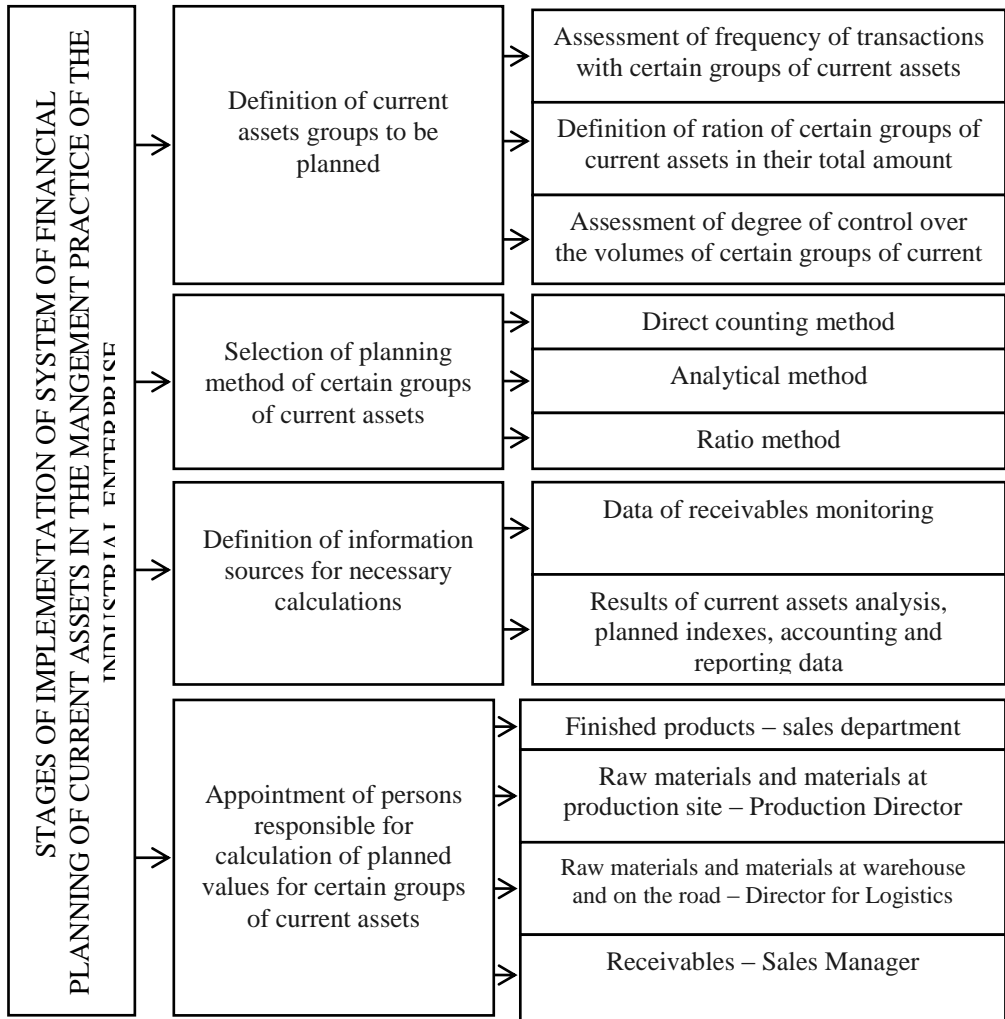 STAGES OF IMPLEMENTATION OF SYSTEM OF FINANCIAL
PLANNING OF CURRENT ASSETS IN THE MANGEMENT PRACTICE OF THE
INDUSTRIAL ENTERPRISE
Definition of current
assets groups to be
planned
Assessment of frequency of transactions
with certain groups of current assets
Definition of ration of certain groups of
current assets in their total amount
Assessment of degree of control over
the volumes of certain groups of current
Selection of planning
method of certain groups
of current assets
Direct counting method
Analytical method
Ratio method
Definition of information
sources for necessary
calculations
Data of receivables monitoring
Results of current assets analysis,
planned indexes, accounting and
reporting data
Appointment of persons
responsible for
calculation of planned
values for certain groups
of current assets
Finished products – sales department
Raw materials and materials at
production site – Production Director
Raw materials and materials at warehouse
and on the road – Director for Logistics
Receivables – Sales Manager